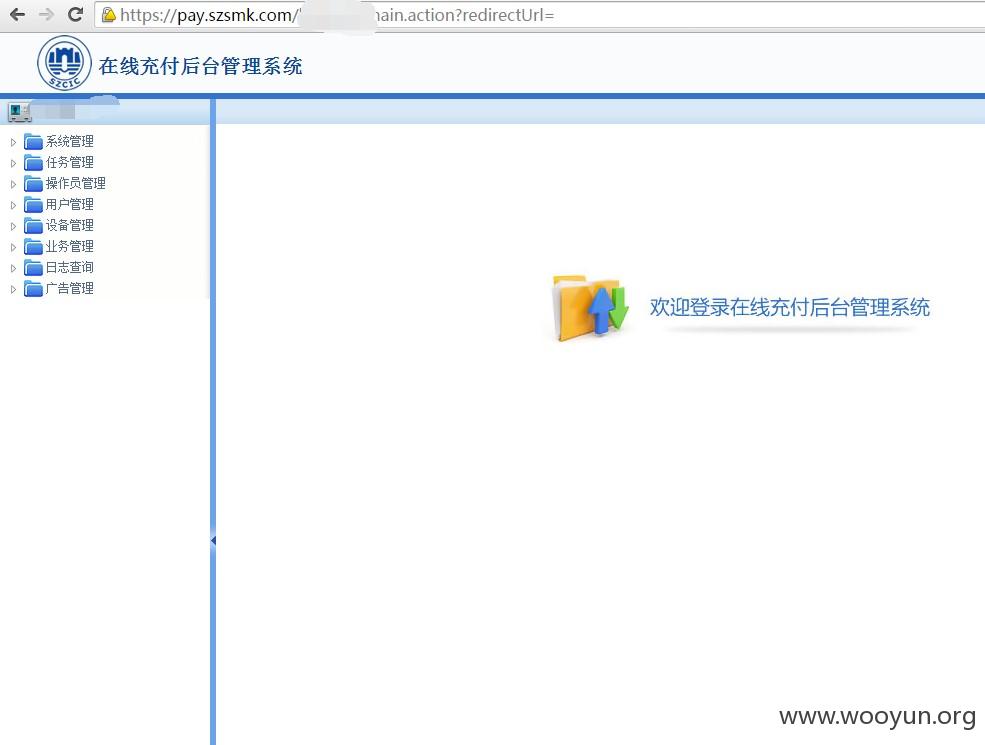 https://pay.szsmk.com/
main.action?redirectUrl=
SZCIC
在线充付后台管理系统
系统管理
任务管理
操作员管理
用户管理
设备管理
业务管理
日志查询
广告管理
欢迎登录在线充付后台管理系统
www.wooyun.org